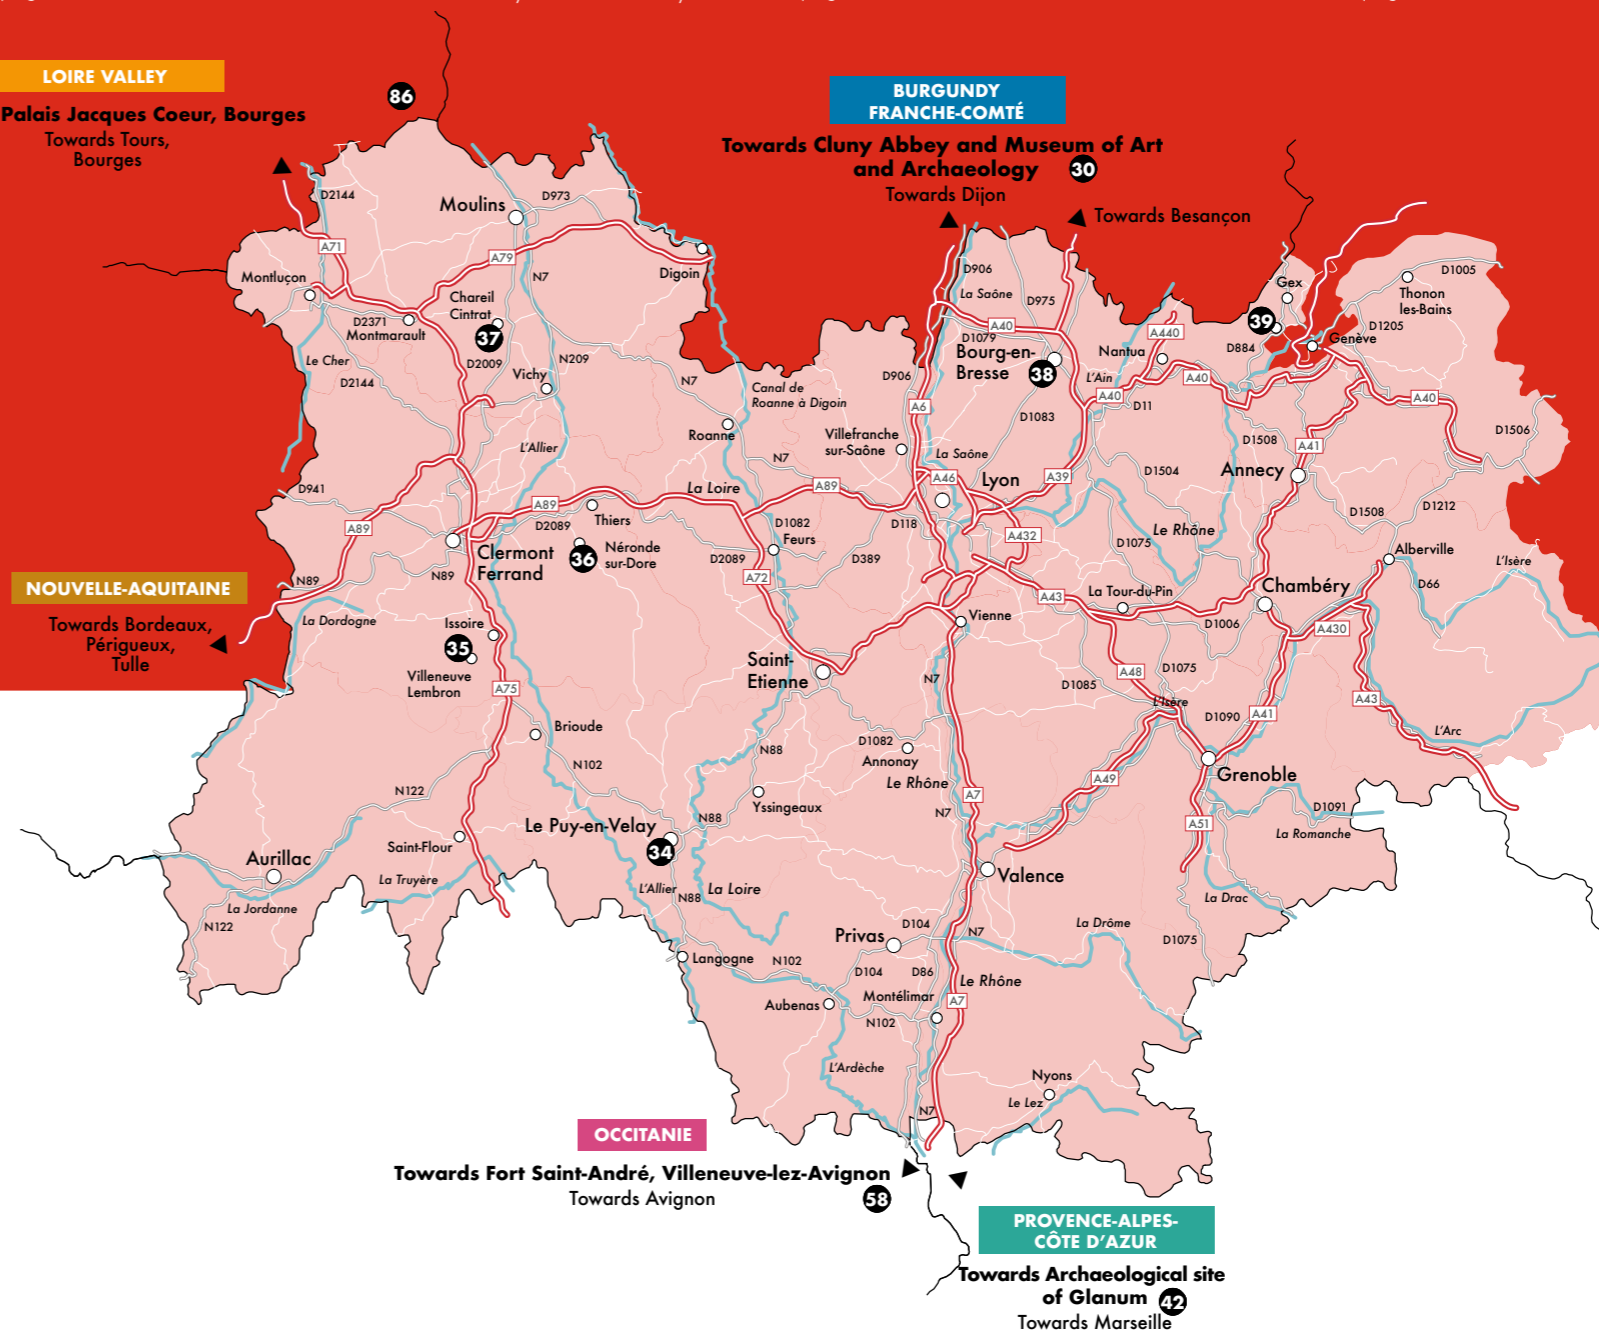 LOIRE VALLEY
86
Palais Jacques Coeur, Bourges
Towards Tours,
Bourges
BURGUNDY
FRANCHE-COMTÉ
Towards Cluny Abbey and Museum of Art
and Archaeology
30
Towards Dijon
Towards Besançon
D2144
Moulins
D973
A71
A79
N7
Digoin
Montluçon
Chareil
Cintrat
37
D2371
Montmarault
Le Cher
D2144
D2009
Vichy
N209
N7
Canal de
Roanne à Digoin
Roanne
L'Allier
N7
D906
La Saône
D975
A40
D1079
Bourg-en-
Bresse
38
D906
A6
D1083
Villefranche
sur-Saône
La Saône
Gex
39
D1005
Thonon
les-Bains
D1205
Genève
A440
Nantua
D884
L'Ain
A40
A40
D11
A40
D1506
D1508
A41
Annecy
D941
A89
A89
La Loire
A89
A46
Lyon
A39
D1504
D2089
Thiers
D1082
Feurs
D118
A432
D1075
Le Rhône
D1508
D1212
Clermont
Ferrand
36
Néronde
sur-Dore
D2089
D389
A72
Alberville
L'Isère
D66
NOUVELLE-AQUITAINE
N89
N89
Towards Bordeaux,
Périgueux,
Tulle
La Dordogne
Issoire
35
Villeneuve
Lembron
A75
Saint-
Etienne
Vienne
A43
La Tour-du-Pin
Chambéry
D1006
A430
N7
D1085
A48
D1075
L'Isère
D1090
A41
A43
L'Arc
Brioude
N102
N88
D1082
Annonay
Le Rhône
Grenoble
A49
N122
Yssingeaux
A7
N7
D1091
La Romanche
Le Puy-en-Velay
34
N88
A51
Saint-Flour
Aurillac
La Truyère
La Jordanne
N122
L'Allier
N88
La Loire
Valence
La Drac
La Drôme
D1075
Privas
D104
N7
Langogne
N102
D104
D86
Le Rhône
Aubenas
Montélimar
A7
N102
L'Ardèche
Nyons
Le Lez
N7
OCCITANIE
Towards Fort Saint-André, Villeneuve-lez-Avignon
Towards Avignon
58
PROVENCE-ALPES-
CÔTE D'AZUR
Towards Archaeological site
of Glanum
42
Towards Marseille